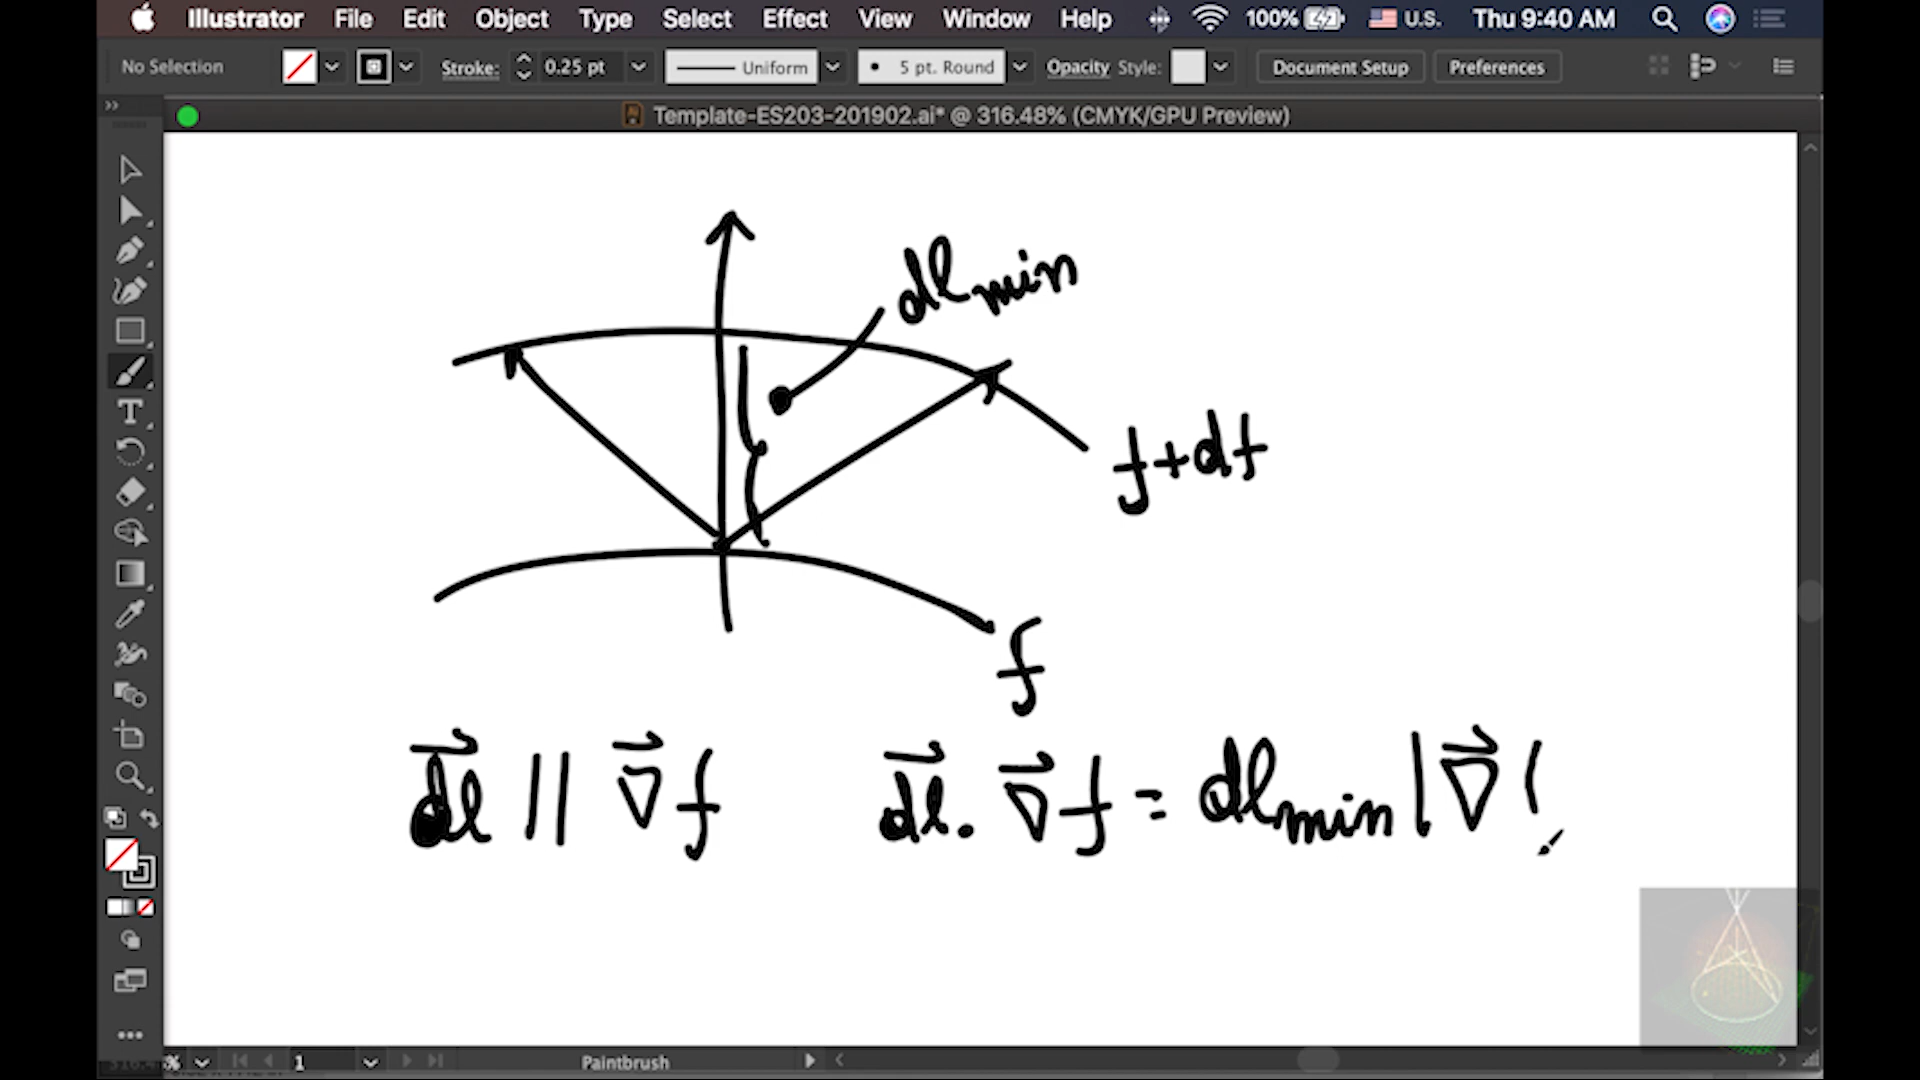 Illustrator File Edit Object Type Select Effect View Window Help 100% U.S. Thu 9:40 AM
No Selection Stroke: 0.25 pt Uniform 5 pt. Round Opacity Style: Document Setup Preferences
Template-ES203-201902.ai* @ 316.48% (CMYK/GPU Preview)
dℓmin
f+df
f
d⃗ℓ || ∇⃗f d⃗ℓ. ∇⃗f = dℓmin |∇⃗ |
1 Paintbrush